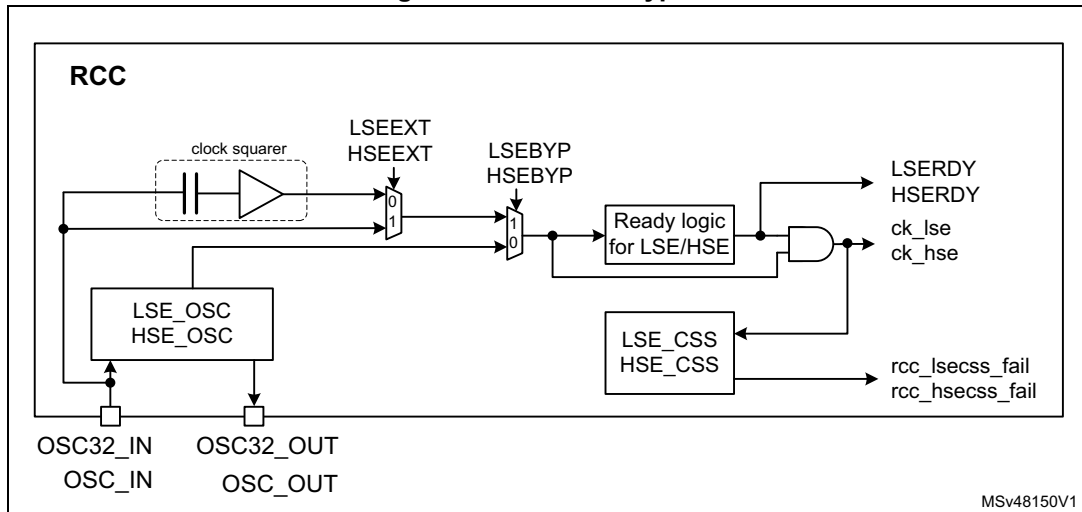 RCC
clock squarer
LSEEXT
HSEEXT
LSEBYP
HSEBYP
0
1
1
0
Ready logic
for LSE/HSE
LSERDY
HSERDY
ck_lse
ck_hse
LSE_OSC
HSE_OSC
LSE_CSS
HSE_CSS
rcc_lsecss_fail
rcc_hsecss_fail
OSC32_IN
OSC_IN
OSC32_OUT
OSC_OUT
MSv48150V1